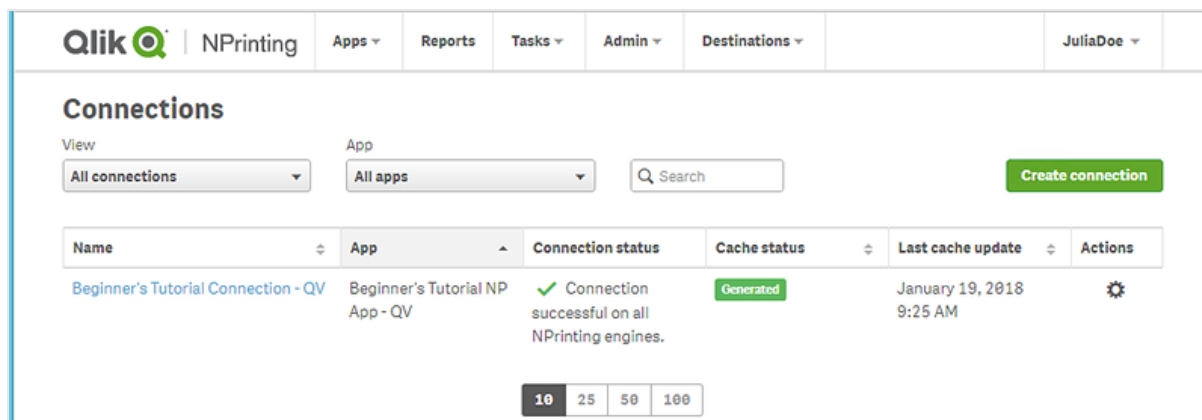 Qlik NPrinting Apps Reports Tasks Admin Destinations JuliaDoe
Connections
View App
All connections All apps Search Create connection
Name App Connection status Cache status Last cache update Actions
Beginner's Tutorial Connection - QV Beginner's Tutorial NP Connection Generated January 19, 2018
App - QV successful on all 9:25 AM
NPrinting engines.
10 25 50 100